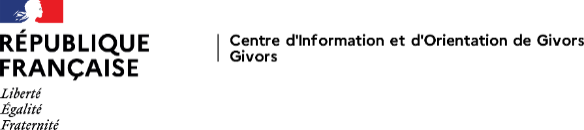 RÉPUBLIQUE
FRANÇAISE
Liberté
Égalité
Fraternité
Centre d'Information et d'Orientation de Givors
Givors